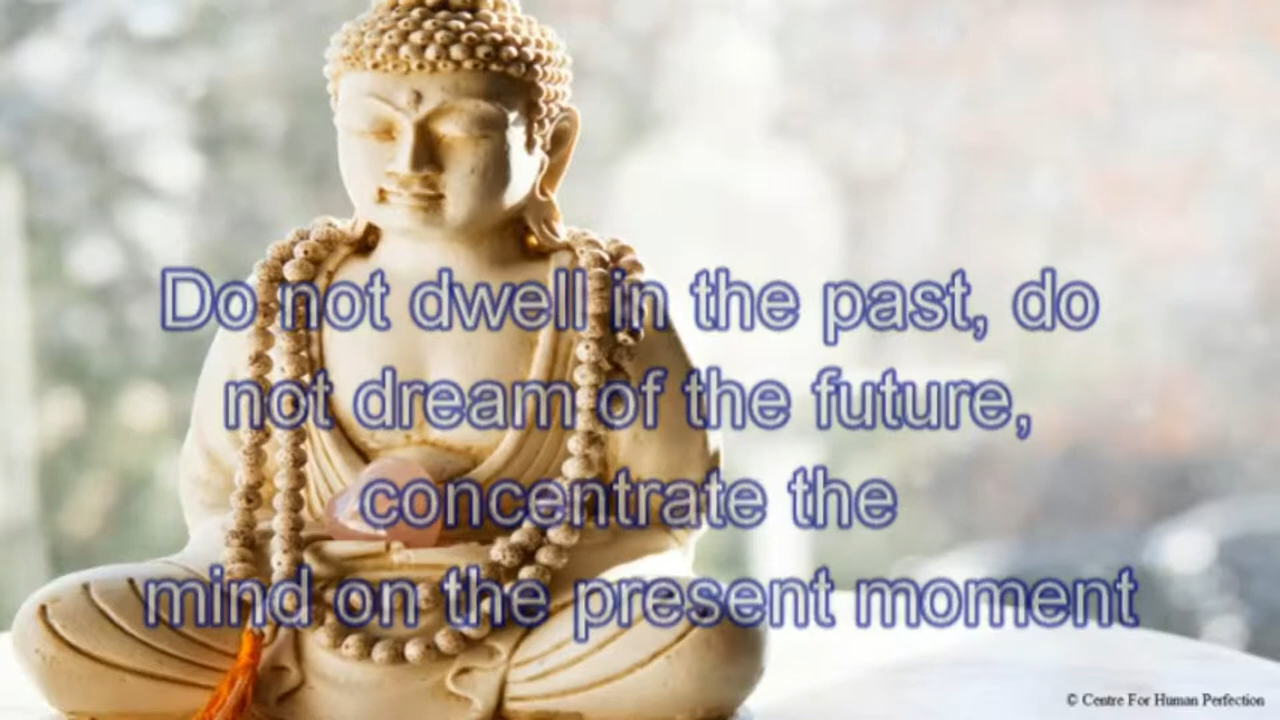 Do not dwell in the past, do
not dream of the future,
concentrate the
mind on the present moment
© Centre For Human Perfection